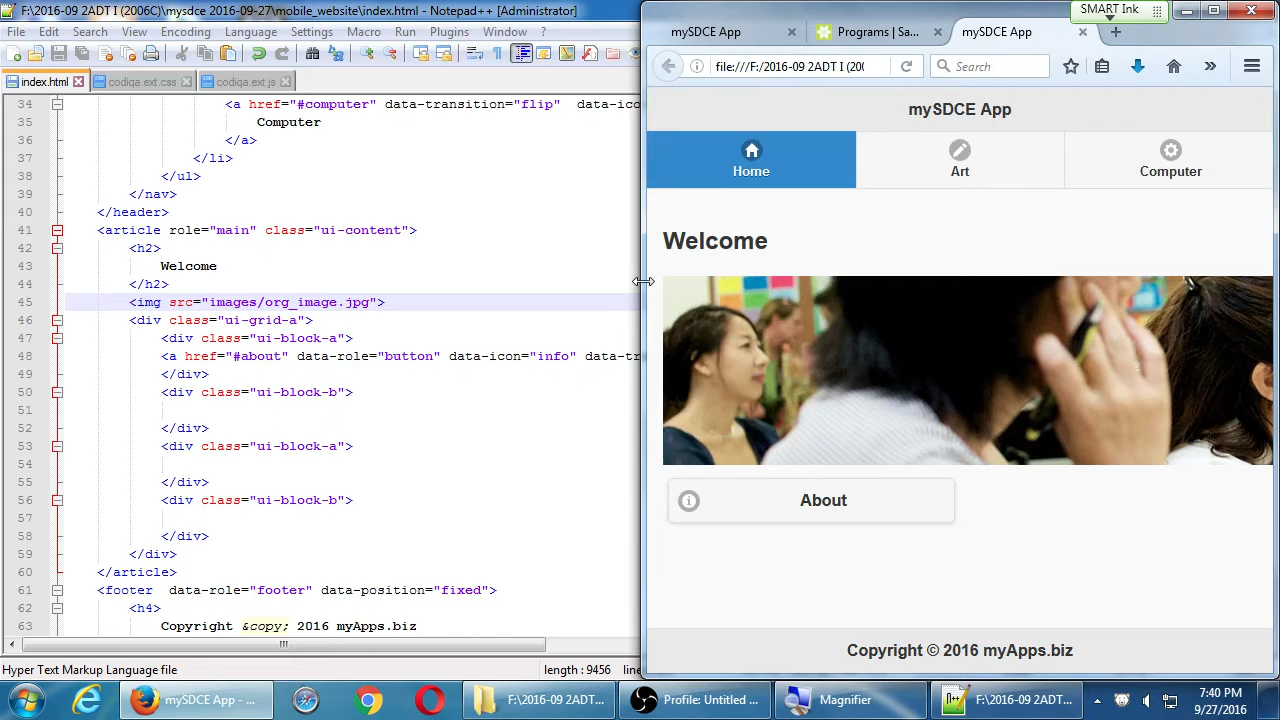 F:\2016-09 2ADT I (2006C)\mysdce 2016-09-27\mobile_website\index.html - Notepad++ [Administrator]
File Edit Search View Encoding Language Settings Macro Run Plugins Window ?
index.html codiqa.ext.css codiqa.ext.js
34 <a href="#computer" data-transition="flip" data-ico
35 Computer
36 </a>
37 </li>
38 </ul>
39 </nav>
40 </header>
41 <article role="main" class="ui-content">
42 <h2>
43 Welcome
44 </h2>
45 <img src="images/org_image.jpg">
46 <div class="ui-grid-a">
47 <div class="ui-block-a">
48 <a href="#about" data-role="button" data-icon="info" data-tr
49 </div>
50 <div class="ui-block-b">
51
52 </div>
53 <div class="ui-block-a">
54
55 </div>
56 <div class="ui-block-b">
57
58 </div>
59 </div>
60 </article>
61 <footer data-role="footer" data-position="fixed">
62 <h4>
63 Copyright &copy; 2016 myApps.biz
Hyper Text Markup Language file length : 9456 line
SMART Ink
mySDCE App Programs | Sa... mySDCE App
file:///F:/2016-09 2ADT I (200 Search
mySDCE App
Home Art Computer
Welcome
About
Copyright © 2016 myApps.biz
mySDCE App - ... F:\2016-09 2ADT... Profile: Untitled ... Magnifier F:\2016-09 2ADT...
7:40 PM
9/27/2016